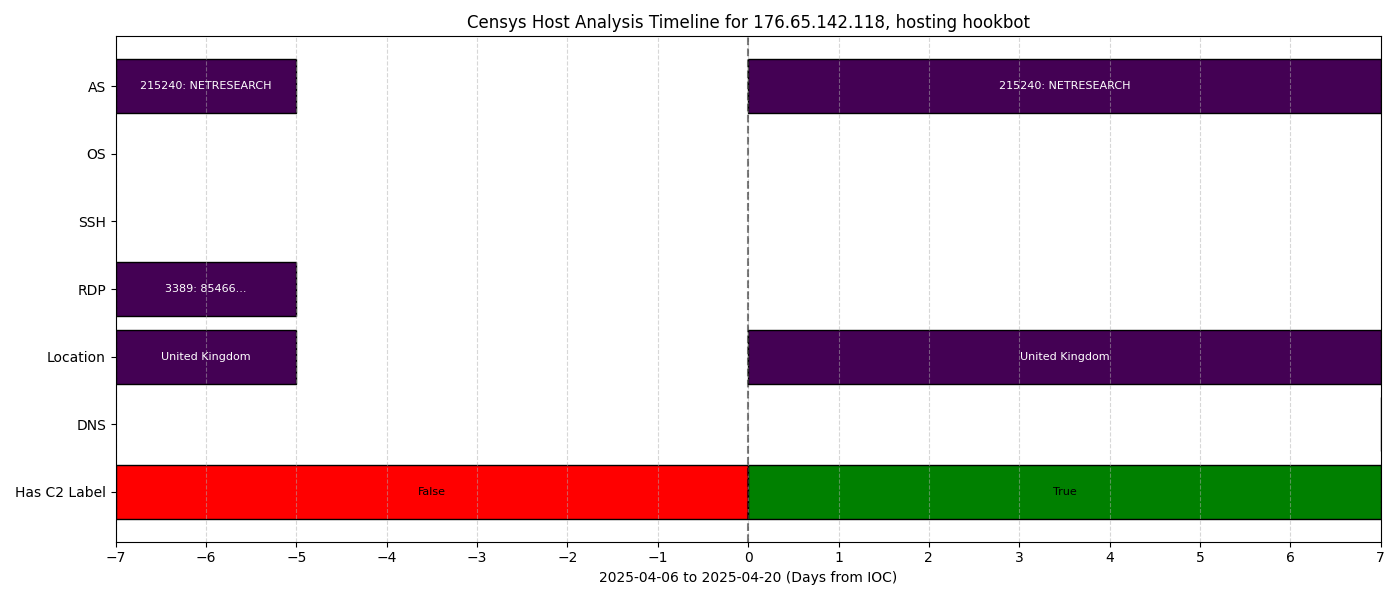 Censys Host Analysis Timeline for 176.65.142.118, hosting hookbot
AS
215240: NETRESEARCH
215240: NETRESEARCH
OS
SSH
RDP
3389: 85466...
Location
United Kingdom
United Kingdom
DNS
Has C2 Label
False
True
−7 −6 −5 −4 −3 −2 −1 0 1 2 3 4 5 6 7
2025-04-06 to 2025-04-20 (Days from IOC)